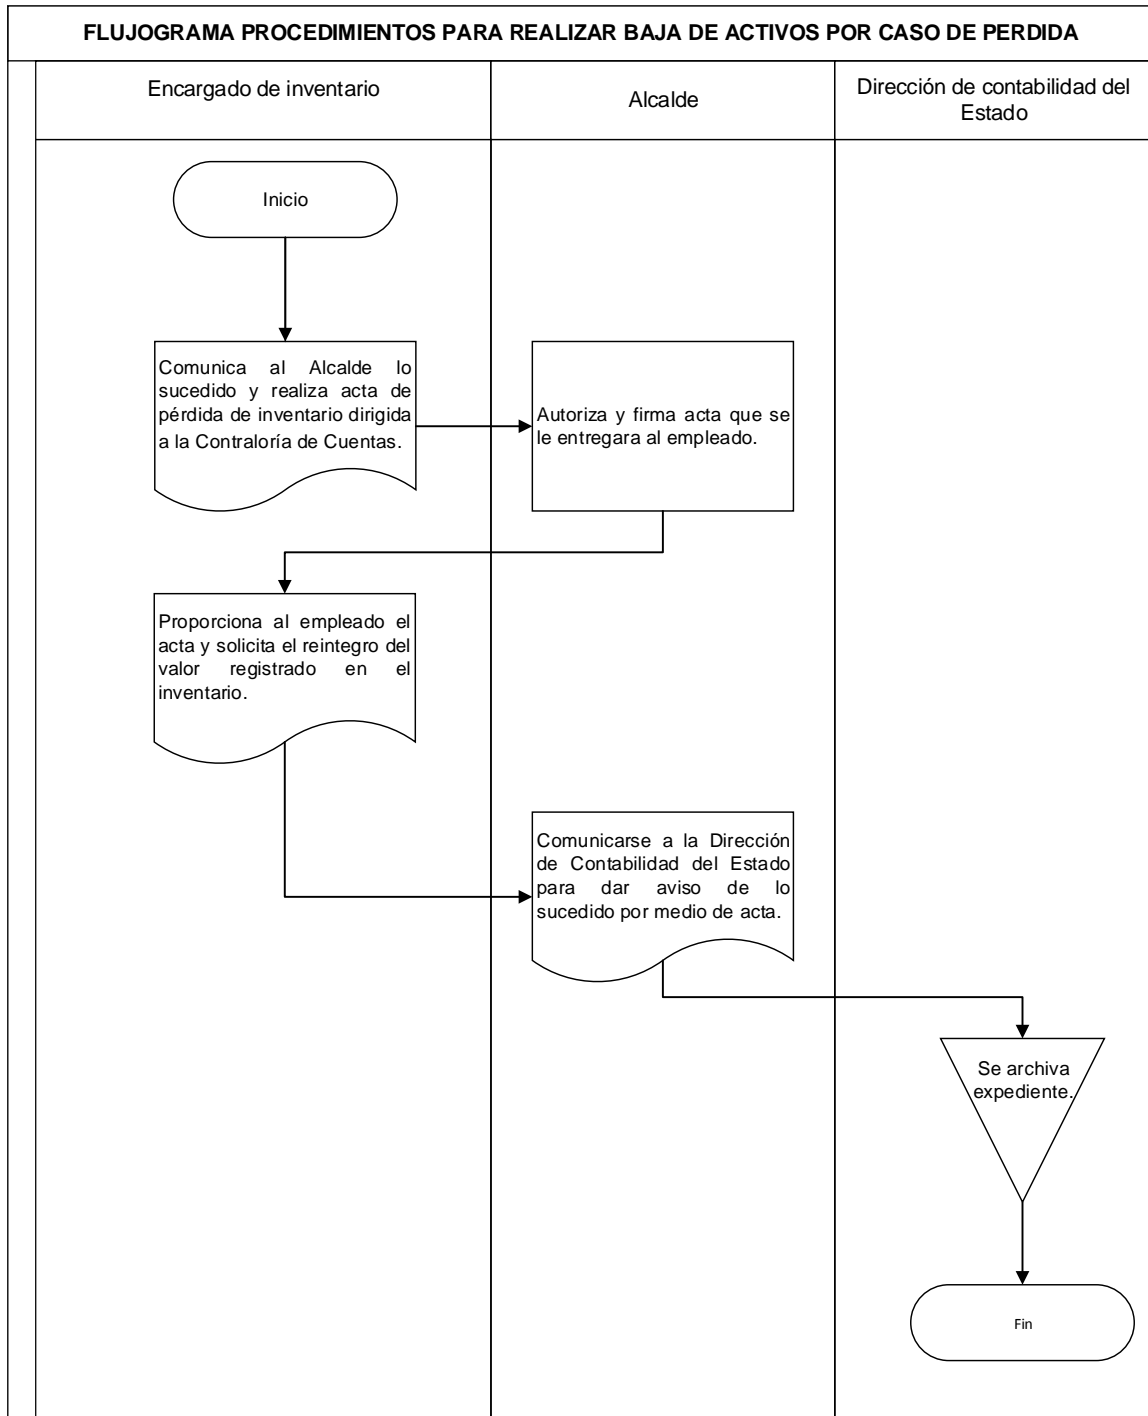 FLUJOGRAMA PROCEDIMIENTOS PARA REALIZAR BAJA DE ACTIVOS POR CASO DE PERDIDA
Encargado de inventario
Alcalde
Dirección de contabilidad del
Estado
Inicio
Comunica al Alcalde lo
sucedido y realiza acta de
pérdida de inventario dirigida
a la Contraloría de Cuentas.
Autoriza y firma acta que se
le entregara al empleado.
Proporciona al empleado el
acta y solicita el reintegro del
valor registrado en el
inventario.
Comunicarse a la Dirección
de Contabilidad del Estado
para dar aviso de lo
sucedido por medio de acta.
Se archiva
expediente.
Fin